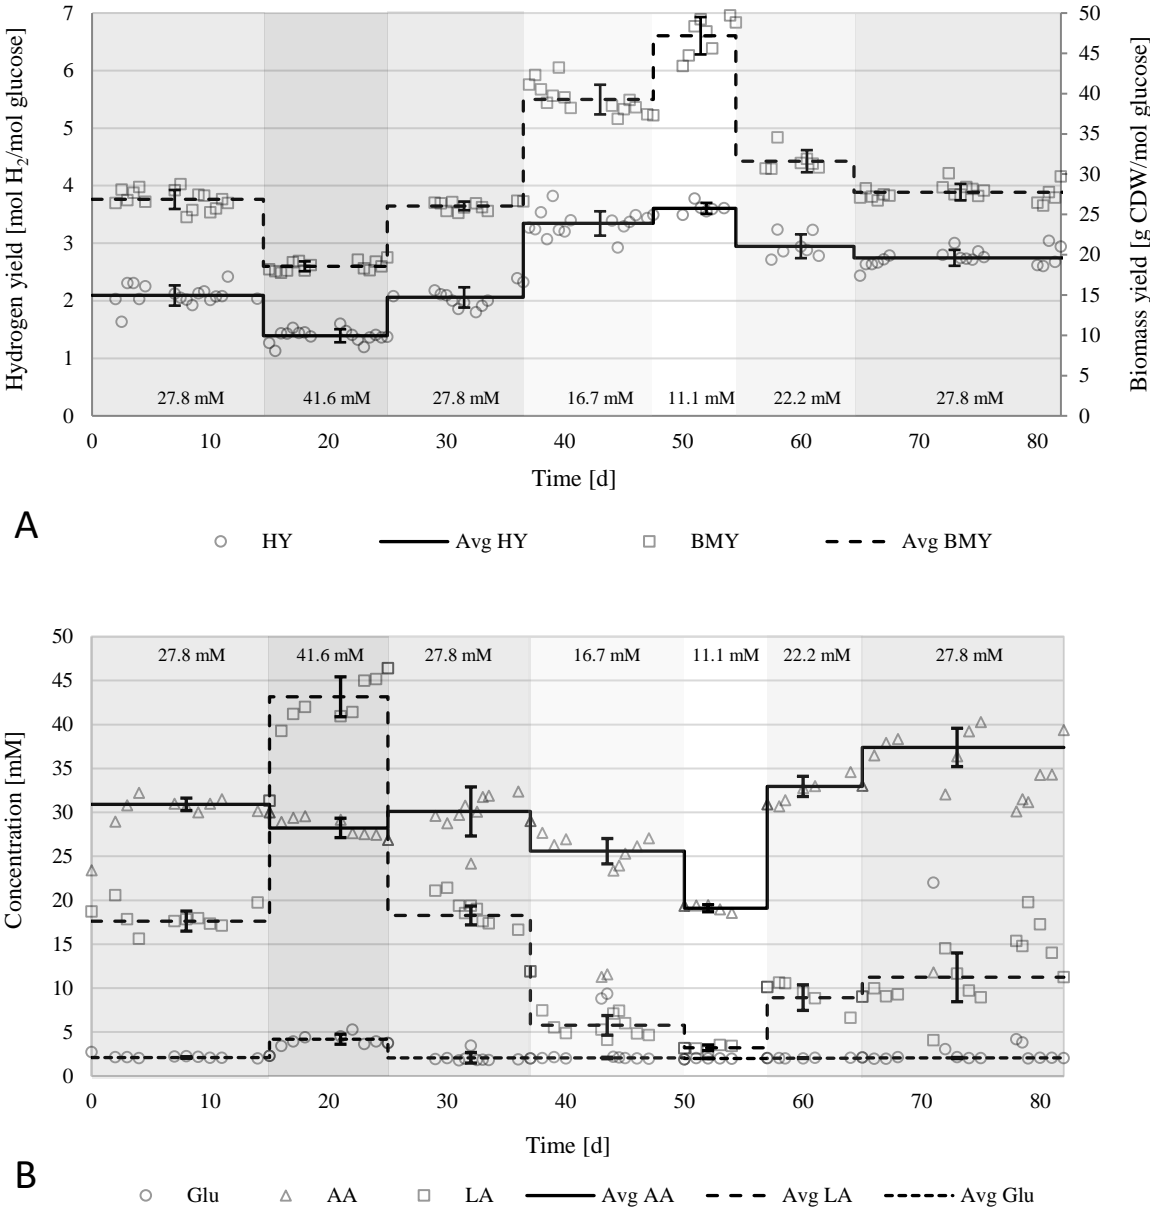 Hydrogen yield [mol H2/mol glucose]
7
6
5
4
3
2
1
0
50
45
40
35
30
25
20
15
10
5
0
Biomass yield [g CDW/mol glucose]
27.8 mM 41.6 mM 27.8 mM 16.7 mM 11.1 mM 22.2 mM 27.8 mM
0 10 20 30 40 50 60 70 80
Time [d]
A
HY Avg HY BMY Avg BMY
Concentration [mM]
50
45
40
35
30
25
20
15
10
5
0
27.8 mM 41.6 mM 27.8 mM 16.7 mM 11.1 mM 22.2 mM 27.8 mM
0 10 20 30 40 50 60 70 80
Time [d]
B
Glu AA LA Avg AA Avg LA Avg Glu